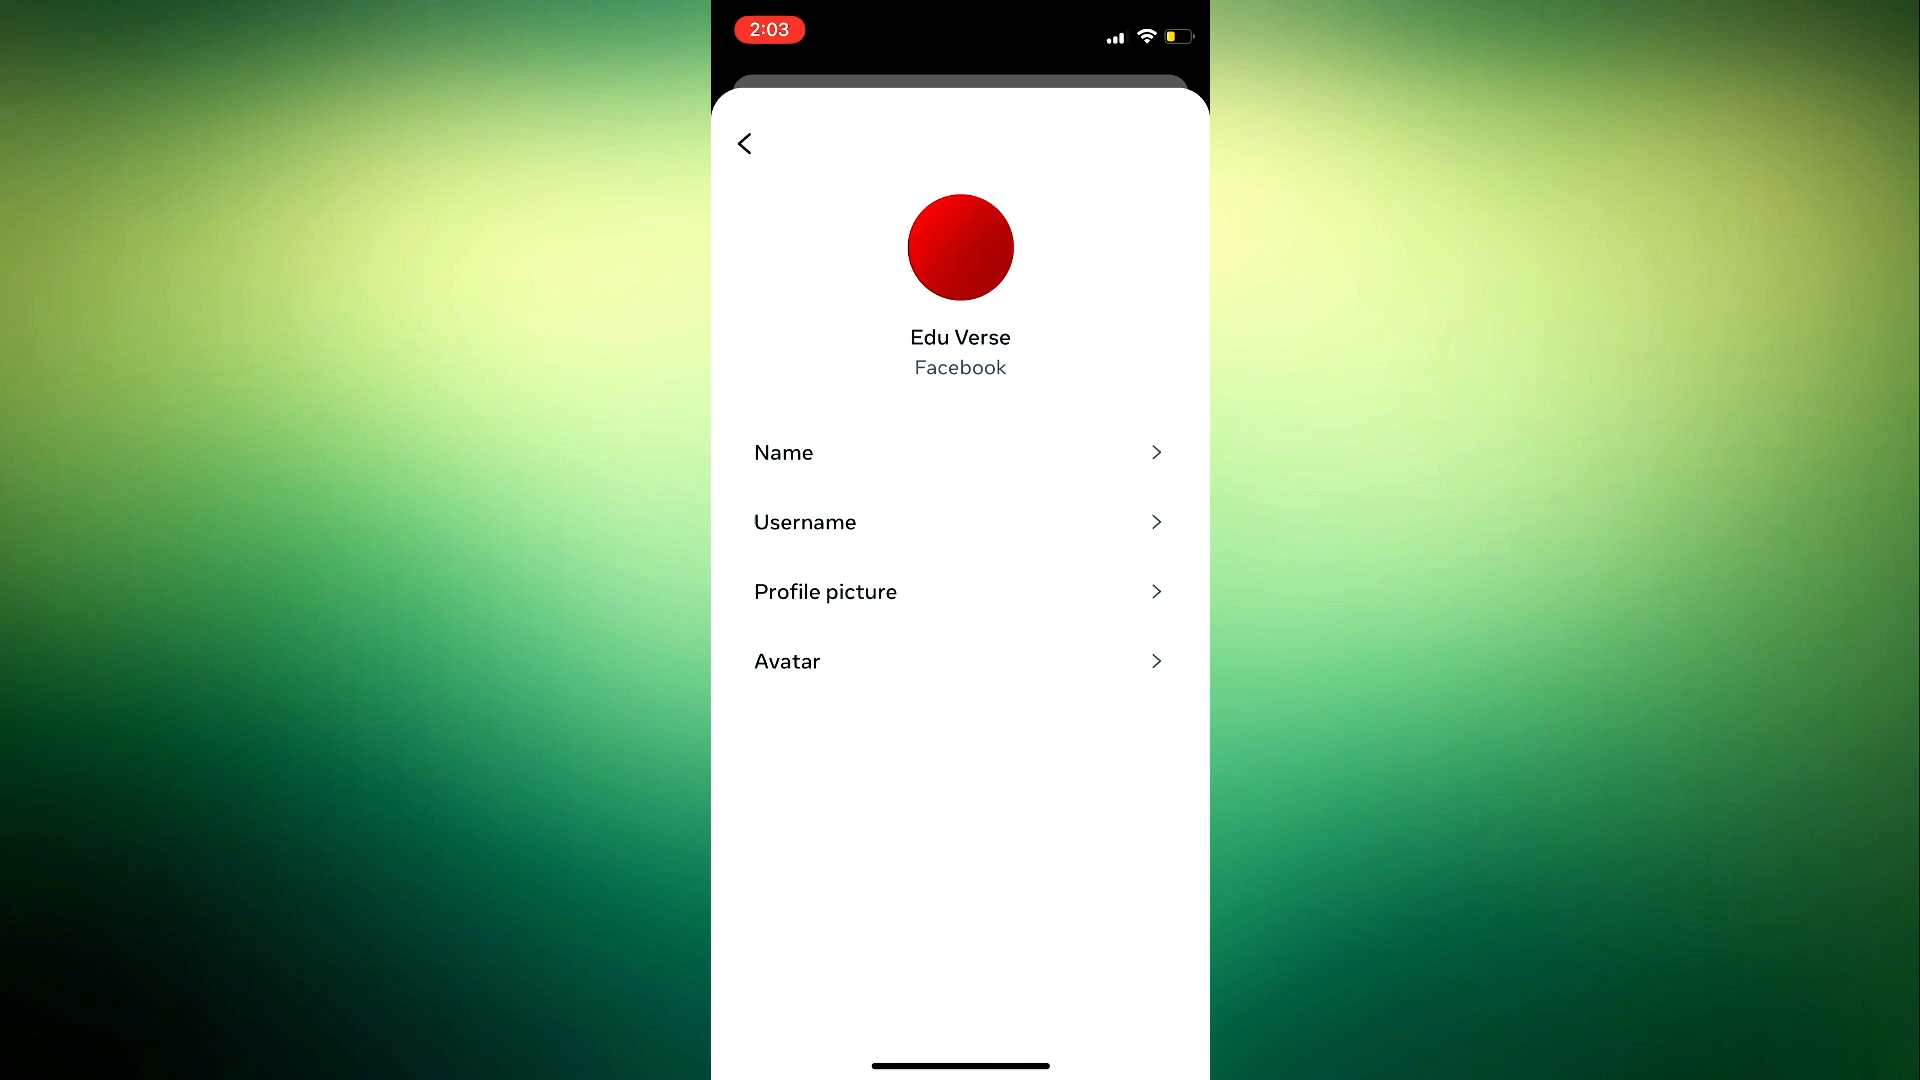 2:03
Edu Verse
Facebook
Name
Username
Profile picture
Avatar